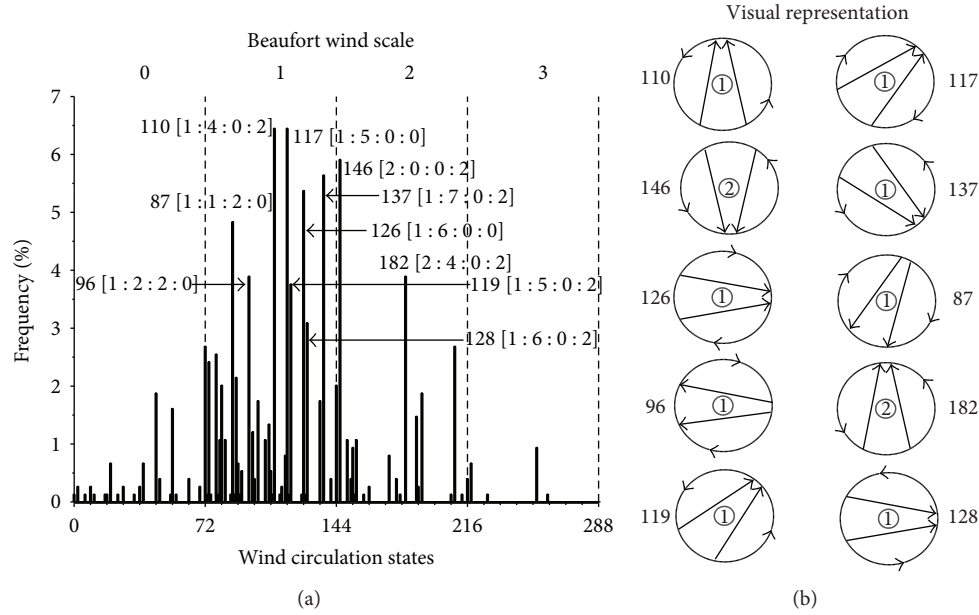 Beaufort wind scale
0 1 2 3
7
6
5
4
3
2
1
0
Frequency (%)
110 [1 : 4 : 0 : 2]
117 [1 : 5 : 0 : 0]
146 [2 : 0 : 0 : 2]
87 [1 : 1 : 2 : 0]
137 [1 : 7 : 0 : 2]
126 [1 : 6 : 0 : 0]
182 [2 : 4 : 0 : 2]
96 [1 : 2 : 2 : 0]
119 [1 : 5 : 0 : 2]
128 [1 : 6 : 0 : 2]
0 72 144 216 288
Wind circulation states
(a)
Visual representation
110 1 1 117
146 2 1 137
126 1 1 87
96 1 2 182
119 1 1 128
(b)